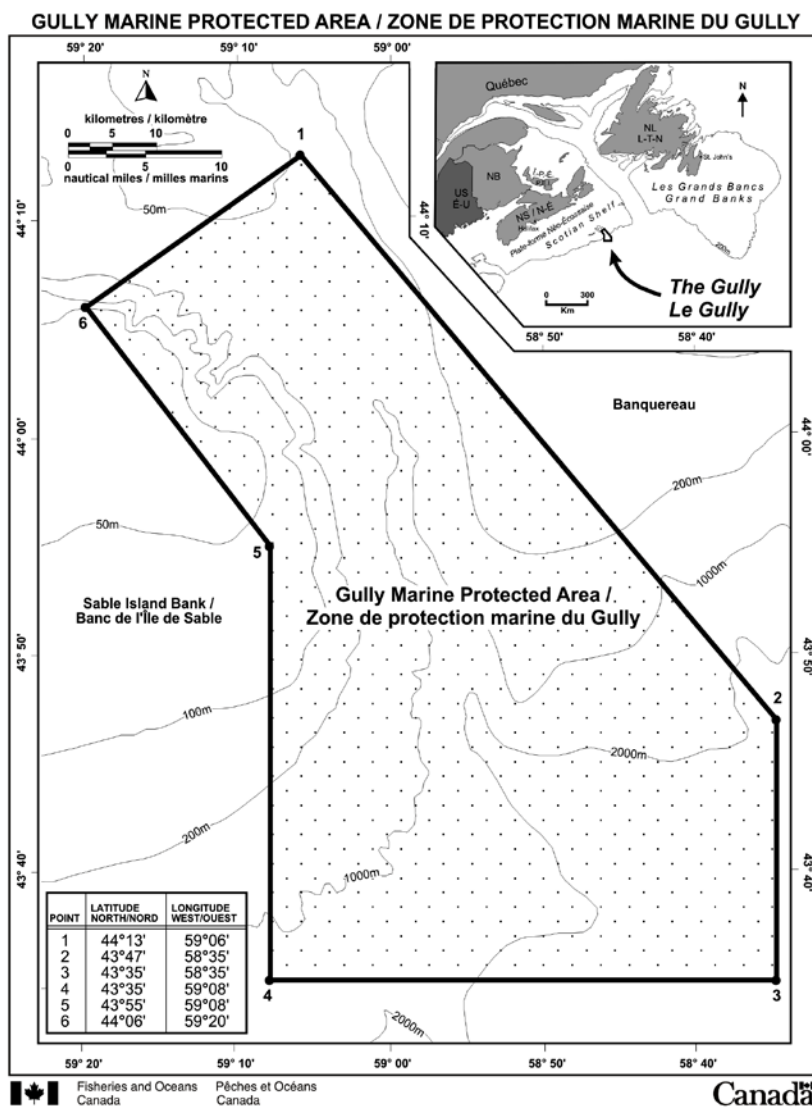 GULLY MARINE PROTECTED AREA / ZONE DE PROTECTION MARINE DU GULLY
59° 20'
59° 10'
59° 00'
N
kilometres / kilomètre
0 5 10
0 5 10
nautical miles / milles marins
1
50m
44° 10'
6
Québec
N
NL
L-T-N
St. John's
NB
US
É-U
NS / N-É
Halifax
Les Grands Bancs
Grand Banks
Plate-forme Néo-Écossaise
Scotian Shelf
200m
44° 10'
The Gully
Le Gully
0 300
Km
58° 50'
58° 40'
Banquereau
44° 00'
44° 00'
200m
50m
5
1000m
Sable Island Bank /
Banc de l'Île de Sable
Gully Marine Protected Area /
Zone de protection marine du Gully
43° 50'
43° 50'
2
100m
2000m
200m
43° 40'
43° 40'
1000m
POINT LATITUDE NORTH/NORD LONGITUDE WEST/OUEST
1 44°13' 59°06'
2 43°47' 58°35'
3 43°35' 58°35'
4 43°35' 59°08'
5 43°55' 59°08'
6 44°06' 59°20'
4
3
2000m
59° 20'
59° 10'
59° 00'
58° 50'
58° 40'
Fisheries and Oceans
Canada
Pêches et Océans
Canada
Canada